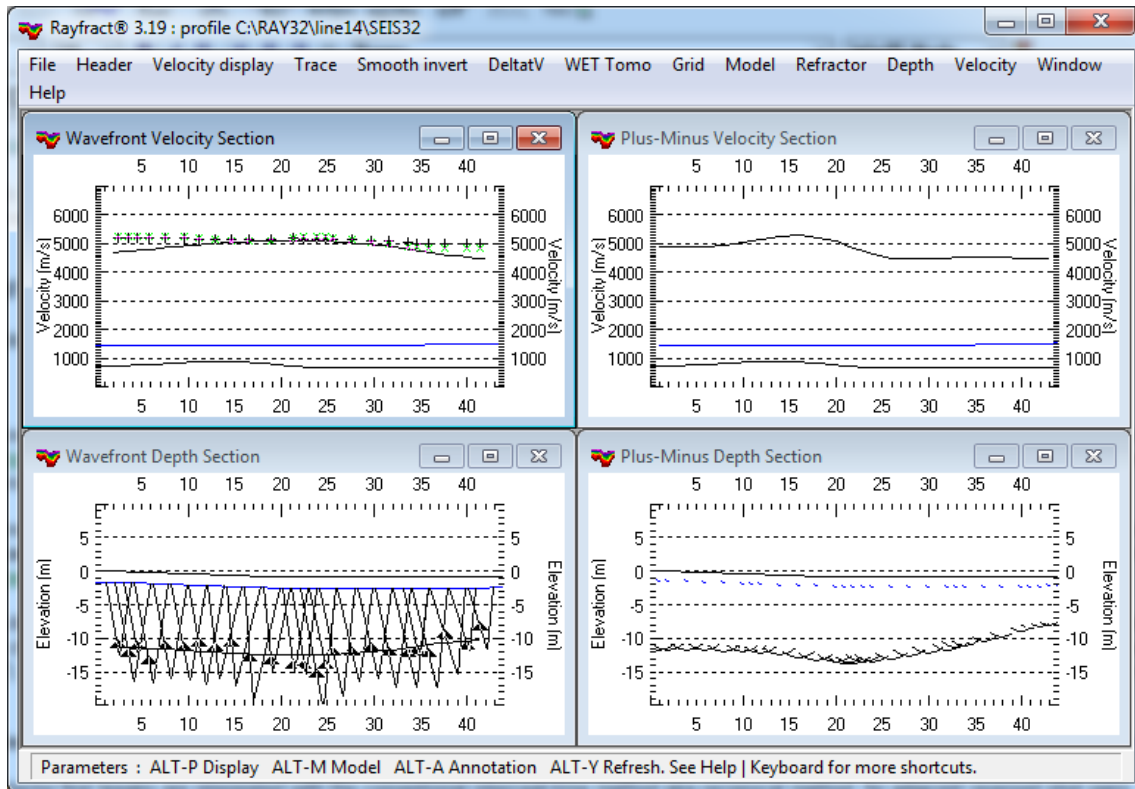 Rayfract® 3.19 : profile C:\RAY32\line14\SEIS32
File Header Velocity display Trace Smooth invert DeltatV WET Tomo Grid Model Refractor Depth Velocity Window
Help
Wavefront Velocity Section
5 10 15 20 25 30 35 40
6000 6000
5000 5000
4000 4000
3000 3000
2000 2000
1000 1000
Velocity [m/s]
Velocity [m/s]
5 10 15 20 25 30 35 40
Plus-Minus Velocity Section
5 10 15 20 25 30 35 40
6000 6000
5000 5000
4000 4000
3000 3000
2000 2000
1000 1000
Velocity [m/s]
Velocity [m/s]
5 10 15 20 25 30 35 40
Wavefront Depth Section
5 10 15 20 25 30 35 40
5 5
0 0
-5 -5
-10 -10
-15 -15
Elevation [m]
Elevation [m]
5 10 15 20 25 30 35 40
Plus-Minus Depth Section
5 10 15 20 25 30 35 40
5 5
0 0
-5 -5
-10 -10
-15 -15
Elevation [m]
Elevation [m]
5 10 15 20 25 30 35 40
Parameters : ALT-P Display ALT-M Model ALT-A Annotation ALT-Y Refresh. See Help | Keyboard for more shortcuts.